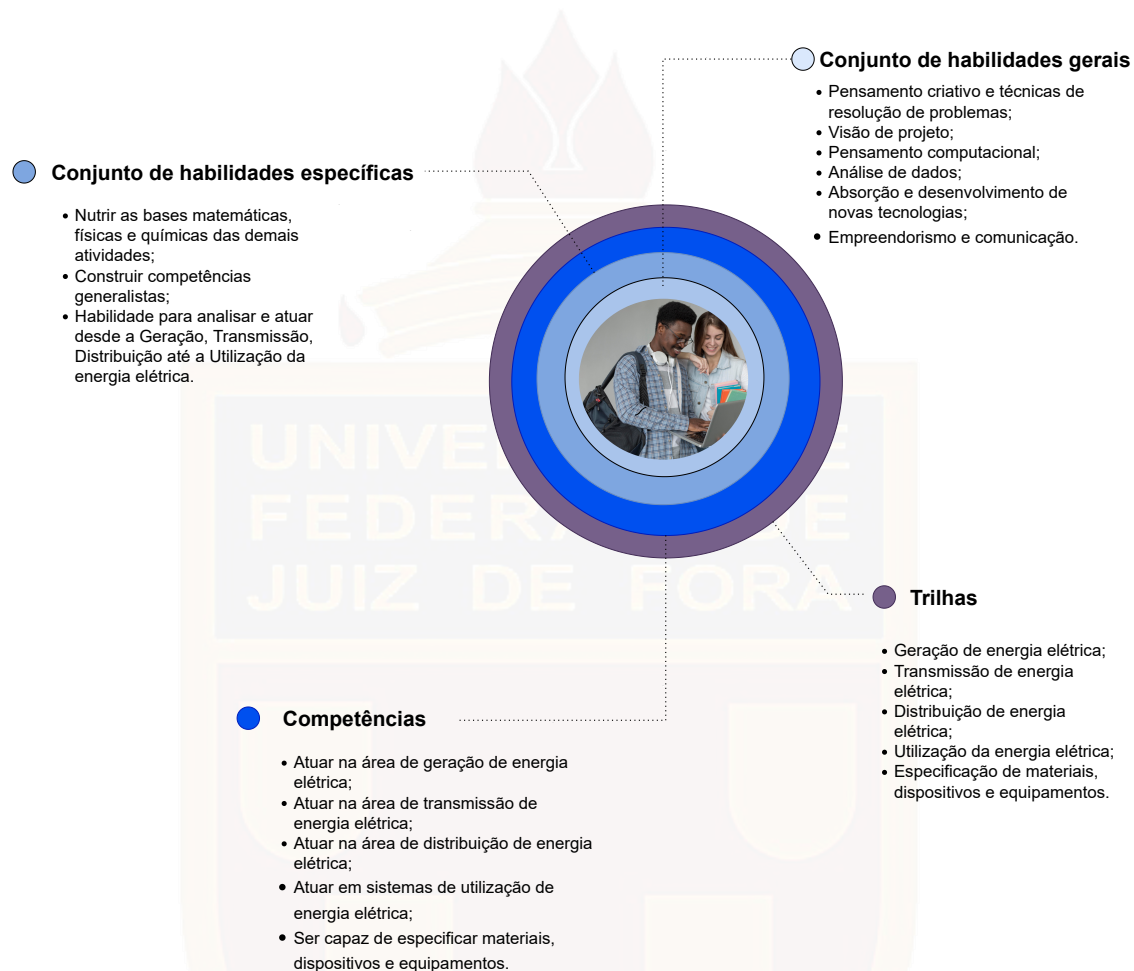 Conjunto de habilidades gerais
• Pensamento criativo e técnicas de
resolução de problemas;
• Visão de projeto;
• Pensamento computacional;
• Análise de dados;
• Absorção e desenvolvimento de
novas tecnologias;
• Empreendorismo e comunicação.
Conjunto de habilidades específicas
• Nutrir as bases matemáticas,
físicas e químicas das demais
atividades;
• Construir competências
generalistas;
• Habilidade para analisar e atuar
desde a Geração, Transmissão,
Distribuição até a Utilização da
energia elétrica.
Trilhas
• Geração de energia elétrica;
• Transmissão de energia
elétrica;
• Distribuição de energia
elétrica;
• Utilização da energia elétrica;
• Especificação de materiais,
dispositivos e equipamentos.
Competências
• Atuar na área de geração de energia
elétrica;
• Atuar na área de transmissão de
energia elétrica;
• Atuar na área de distribuição de energia
elétrica;
• Atuar em sistemas de utilização de
energia elétrica;
• Ser capaz de especificar materiais,
dispositivos e equipamentos.
JUIZ DE FORA